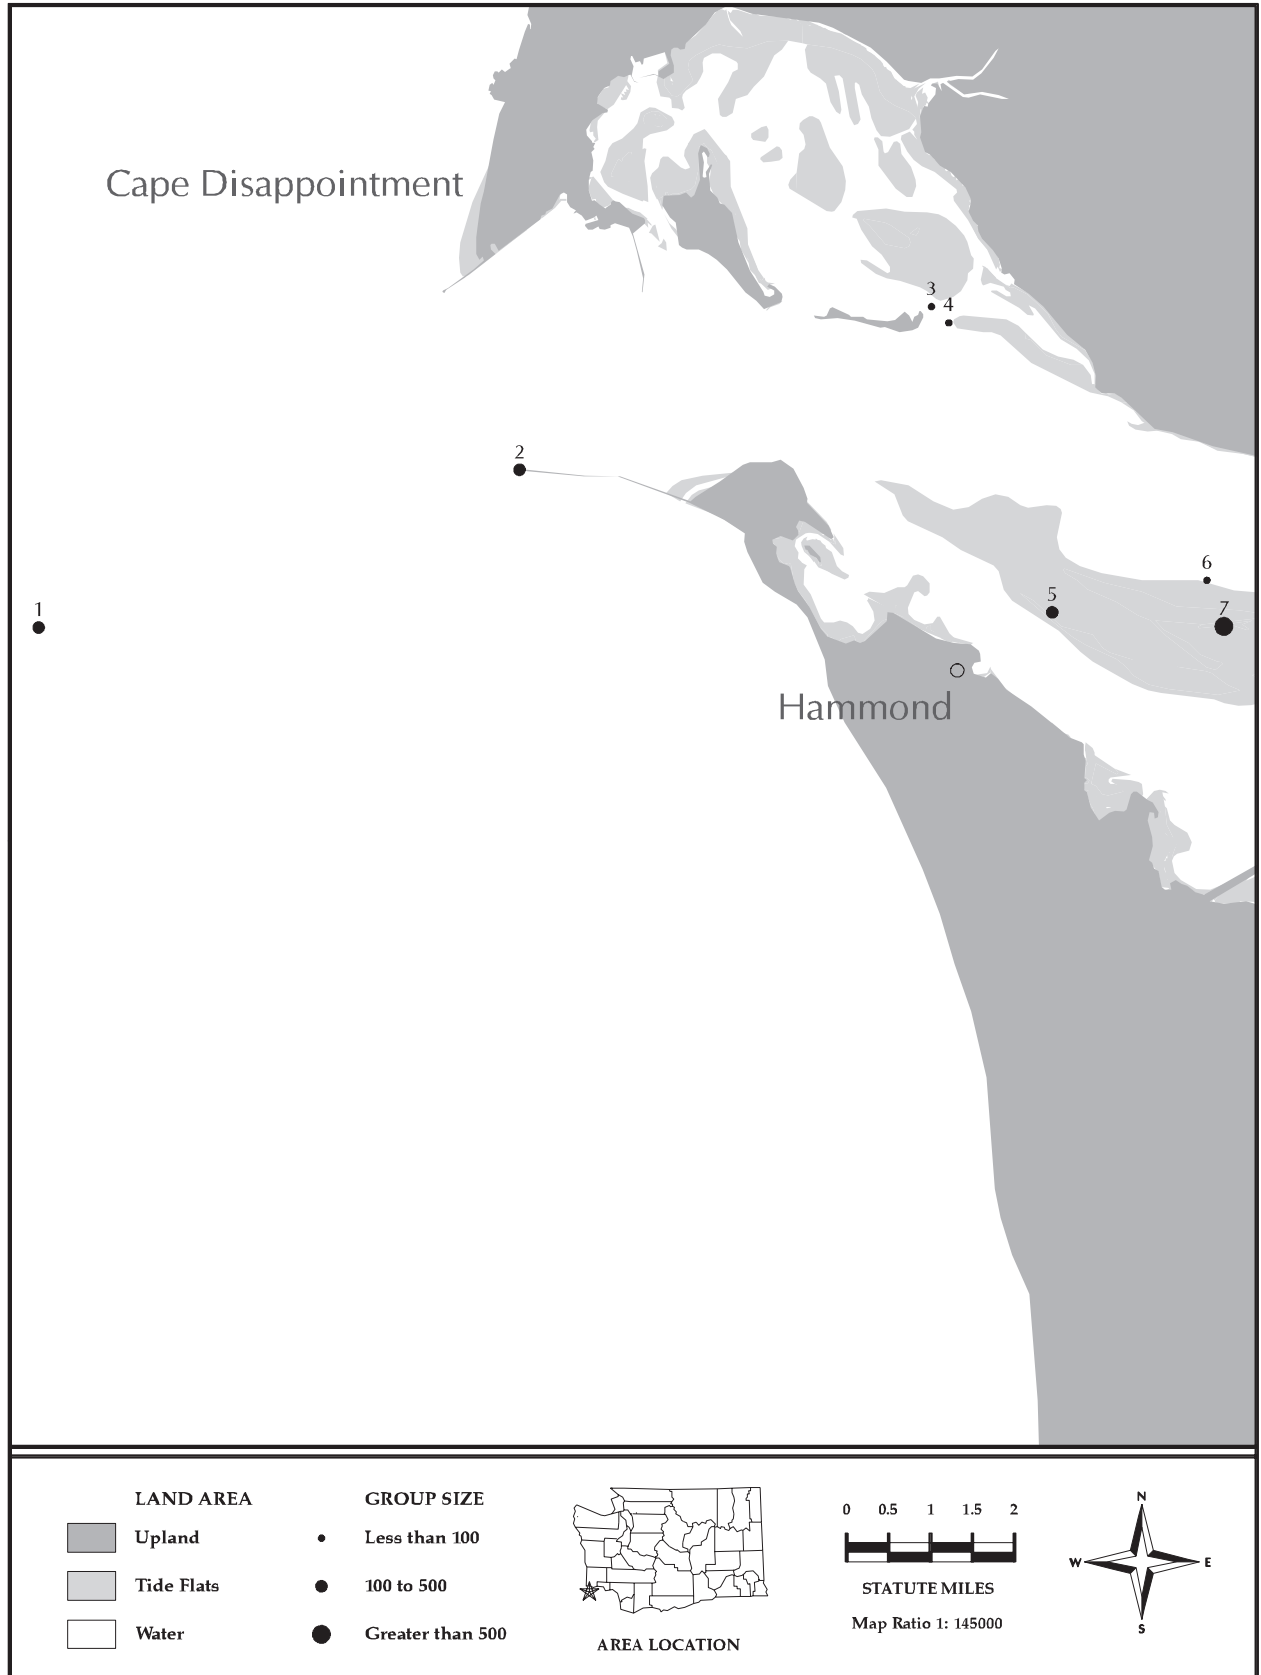 Cape Disappointment
3
4
2
6
5
7
1
Hammond
LAND AREA
Upland
Tide Flats
Water
GROUP SIZE
Less than 100
100 to 500
Greater than 500
AREA LOCATION
0 0.5 1 1.5 2
STATUTE MILES
Map Ratio 1: 145000
N
W E
S